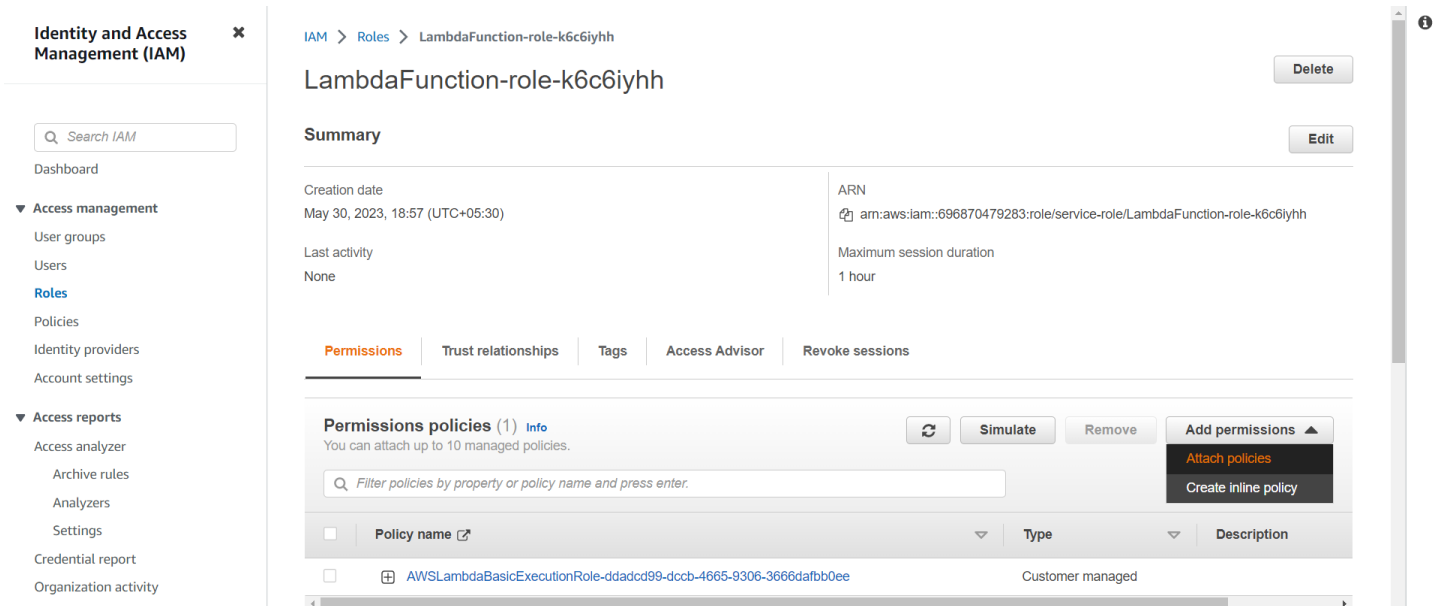 Identity and Access
Management (IAM)
Search IAM
Dashboard
Access management
User groups
Users
Roles
Policies
Identity providers
Account settings
Access reports
Access analyzer
Archive rules
Analyzers
Settings
Credential report
Organization activity
IAM > Roles > LambdaFunction-role-k6c6iyhh
LambdaFunction-role-k6c6iyhh
Delete
Summary
Edit
Creation date
May 30, 2023, 18:57 (UTC+05:30)
ARN
arn:aws:iam::696870479283:role/service-role/LambdaFunction-role-k6c6iyhh
Last activity
None
Maximum session duration
1 hour
Permissions
Trust relationships
Tags
Access Advisor
Revoke sessions
Permissions policies (1) Info
You can attach up to 10 managed policies.
Simulate
Remove
Add permissions
Attach policies
Create inline policy
Filter policies by property or policy name and press enter.
Policy name
Type
Description
AWSLambdaBasicExecutionRole-ddadcd99-dccb-4665-9306-3666dafbb0ee
Customer managed